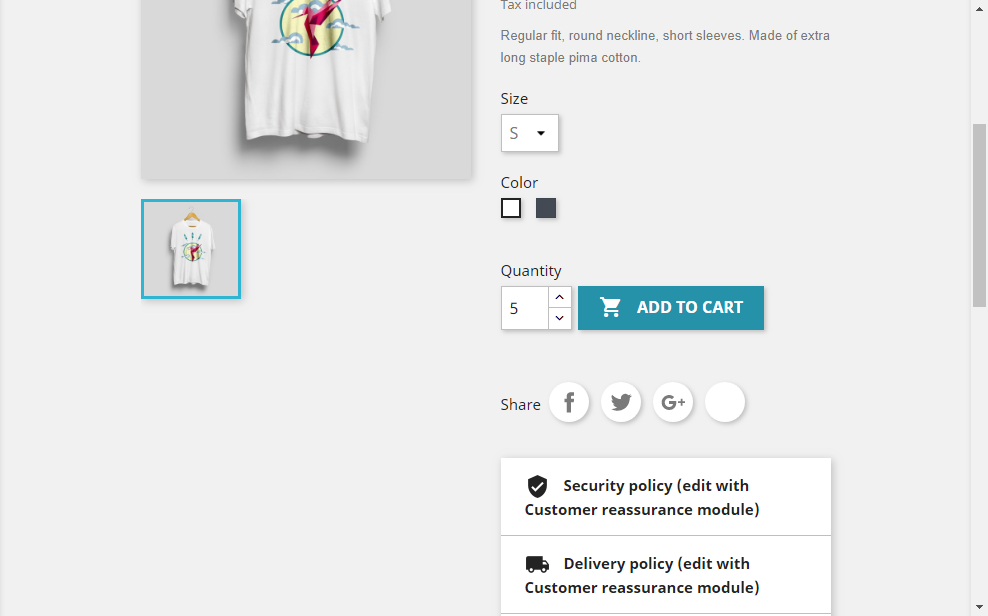 Tax included
Regular fit, round neckline, short sleeves. Made of extra
long staple pima cotton.
Size
S
Color
Quantity
5
ADD TO CART
Share
G+
Security policy (edit with
Customer reassurance module)
Delivery policy (edit with
Customer reassurance module)